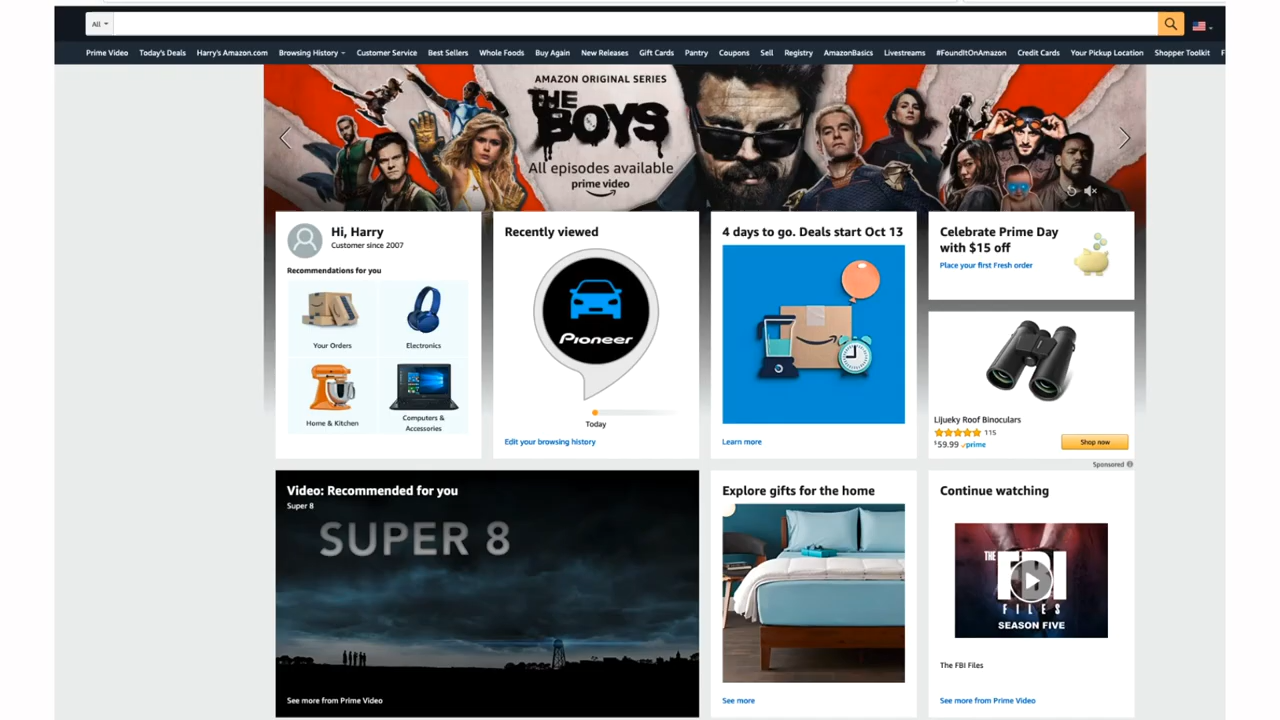 All
Prime Video Today's Deals Harry's Amazon.com Browsing History Customer Service Best Sellers Whole Foods Buy Again New Releases Gift Cards Pantry Coupons Sell Registry AmazonBasics Livestreams #FoundItOnAmazon Credit Cards Your Pickup Location Shopper Toolkit F
AMAZON ORIGINAL SERIES
THE
BOYS
All episodes available
prime video
Hi, Harry
Customer since 2007
Recommendations for you
Your Orders
Electronics
Home & Kitchen
Computers &
Accessories
Recently viewed
Pioneer
Today
Edit your browsing history
4 days to go. Deals start Oct 13
Learn more
Celebrate Prime Day
with $15 off
Place your first Fresh order
Lijueky Roof Binoculars
115
$59.99 prime
Shop now
Sponsored
Video: Recommended for you
Super 8
SUPER 8
See more from Prime Video
Explore gifts for the home
See more
Continue watching
THE
FBI
FILES
SEASON FIVE
The FBI Files
See more from Prime Video